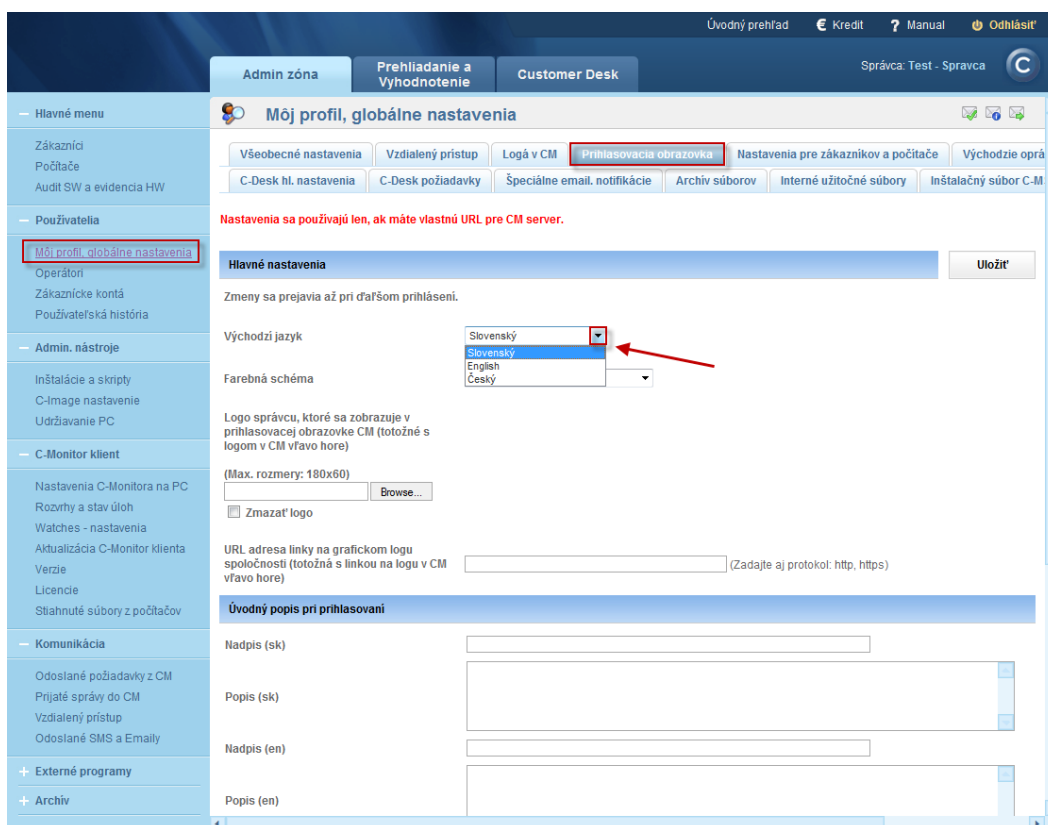 Úvodný prehľad € Kredit ? Manual Odhlásiť
Admin zóna
Prehliadanie a
Vyhodnotenie
Customer Desk
Správca: Test - Spravca
C
Hlavné menu
Zákazníci
Počítače
Audit SW a evidencia HW
Používatelia
Môj profil, globálne nastavenia
Operátori
Zákaznícke kontá
Používateľská história
Admin. nástroje
Inštalácie a skripty
C-Image nastavenie
Udržiavanie PC
C-Monitor klient
Nastavenia C-Monitora na PC
Rozvrhy a stav úloh
Watches - nastavenia
Aktualizácia C-Monitor klienta
Verzie
Licencie
Stiahnuté súbory z počítačov
Komunikácia
Odoslané požiadavky z CM
Prijaté správy do CM
Vzdialený prístup
Odoslané SMS a Emaily
Externé programy
Archív
Môj profil, globálne nastavenia
Všeobecné nastavenia Vzdialený prístup Logá v CM Prihlasovacia obrazovka Nastavenia pre zákazníkov a počítače Východzie oprá
C-Desk hl. nastavenia C-Desk požiadavky Špeciálne email. notifikácie Archív súborov Interné užitočné súbory Inštalačný súbor C-M
Nastavenia sa používajú len, ak máte vlastnú URL pre CM server.
Hlavné nastavenia Uložiť
Zmeny sa prejavia až pri ďaľšom prihlásení.
Východzí jazyk Slovenský
Slovenský
English
Český
Farebná schéma
Logo správcu, ktoré sa zobrazuje v
prihlasovacej obrazovke CM (totožné s
logom v CM vľavo hore)
(Max. rozmery: 180x60)
Browse...
Zmazať logo
URL adresa linky na grafickom logu
spoločnosti (totožná s linkou na logu v CM
vľavo hore)
(Zadajte aj protokol: http, https)
Úvodný popis pri prihlasovaní
Nadpis (sk)
Popis (sk)
Nadpis (en)
Popis (en)